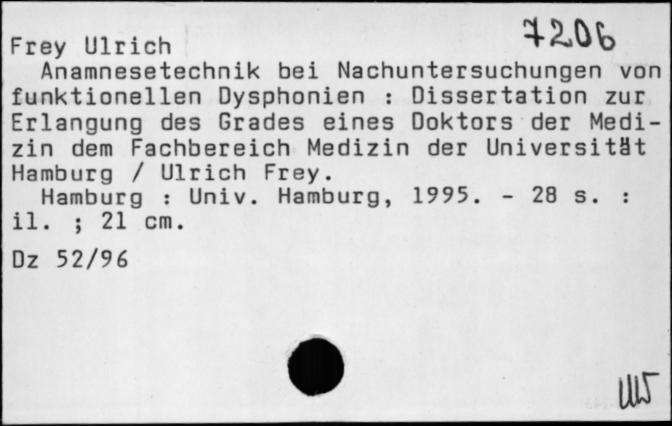 7206
Frey Ulrich
Anamnesetechnik bei Nachuntersuchungen von
funktionellen Dysphonien : Dissertation zur
Erlangung des Grades eines Doktors der Medi-
zin dem Fachbereich Medizin der Universität
Hamburg / Ulrich Frey.
Hamburg : Univ. Hamburg, 1995. - 28 s. :
il. ; 21 cm.
Dz 52/96